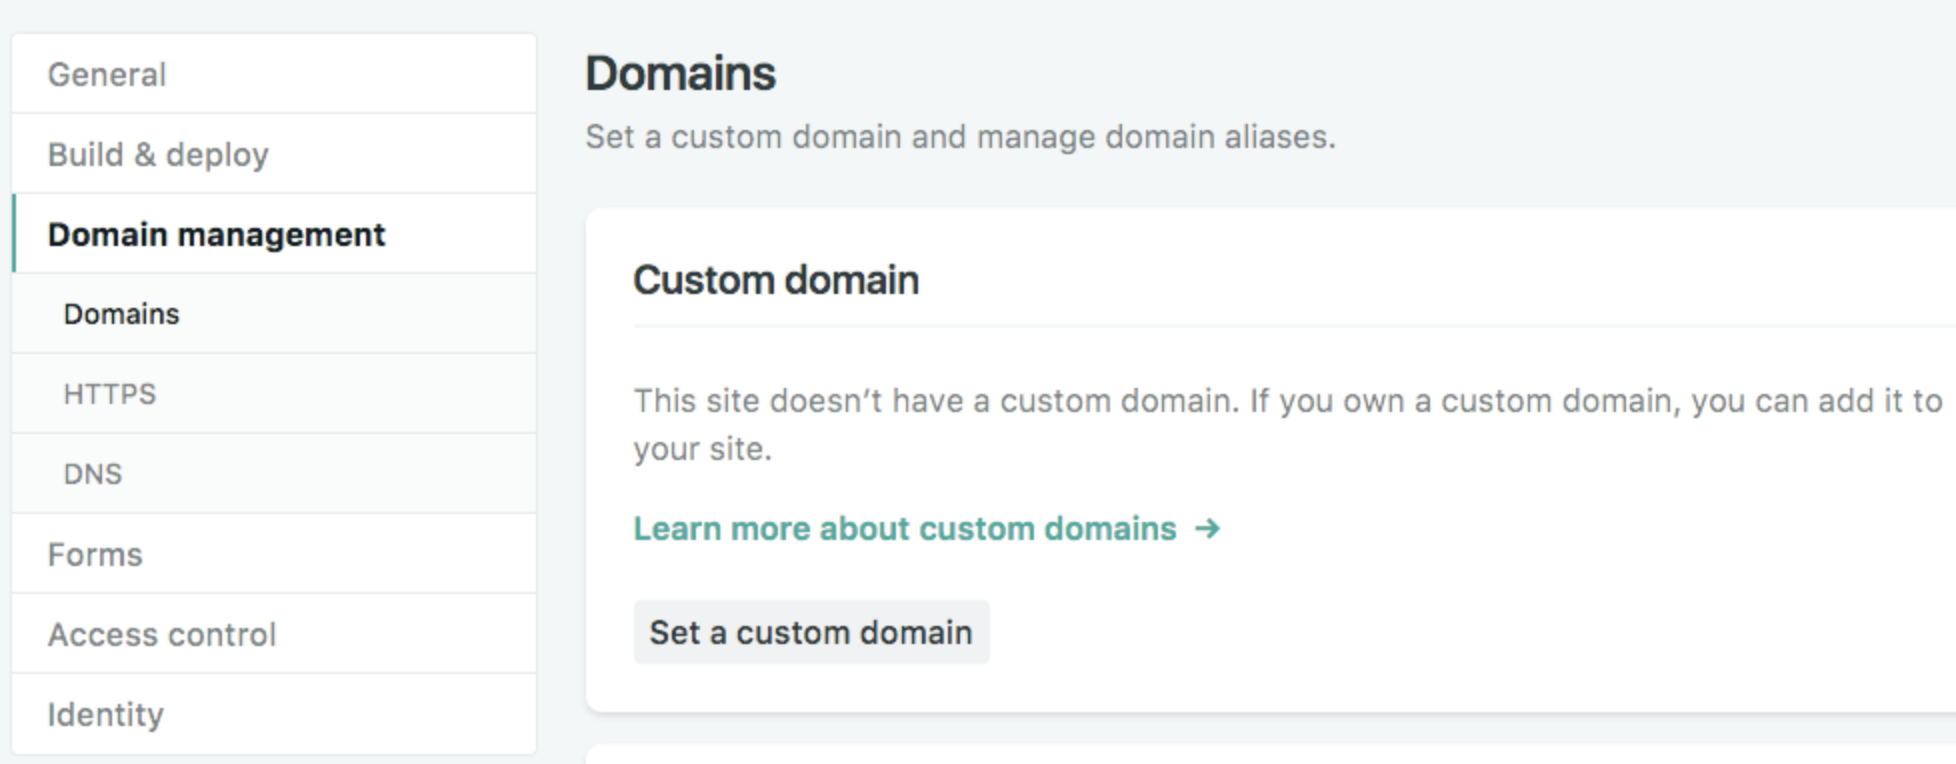 General
Build & deploy
Domain management
Domains
HTTPS
DNS
Forms
Access control
Identity
Domains
Set a custom domain and manage domain aliases.
Custom domain
This site doesn’t have a custom domain. If you own a custom domain, you can add it to
your site.
Learn more about custom domains →
Set a custom domain